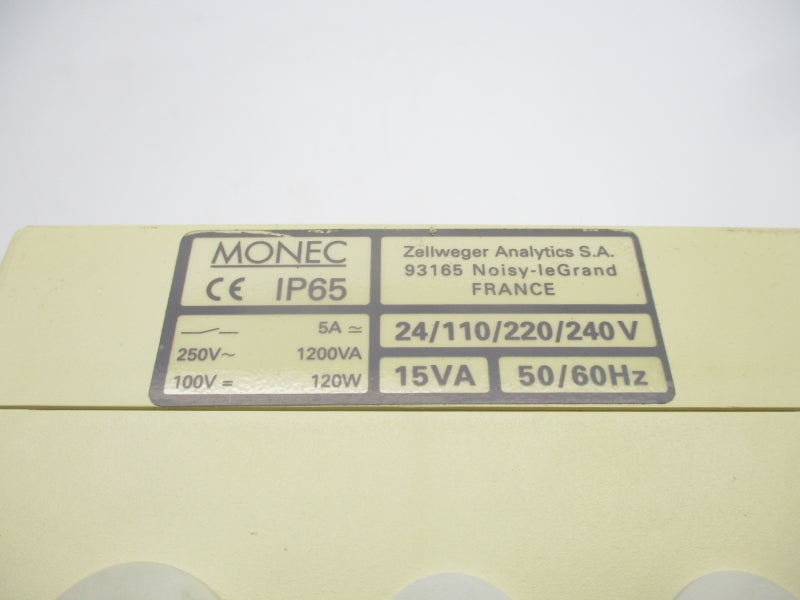 MONEC
CE IP65
Zellweger Analytics S.A.
93165 Noisy-leGrand
FRANCE
5A ≃
250V~ 1200VA
100V = 120W
24/110/220/240V
15VA
50/60Hz